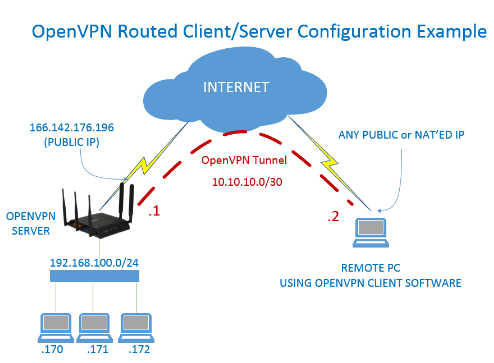 OpenVPN Routed Client/Server Configuration Example
INTERNET
166.142.176.196
(PUBLIC IP)
ANY PUBLIC or NAT'ED IP
OpenVPN Tunnel
10.10.10.0/30
.1
.2
OPENVPN
SERVER
192.168.100.0/24
REMOTE PC
USING OPENVPN CLIENT SOFTWARE
.170
.171
.172